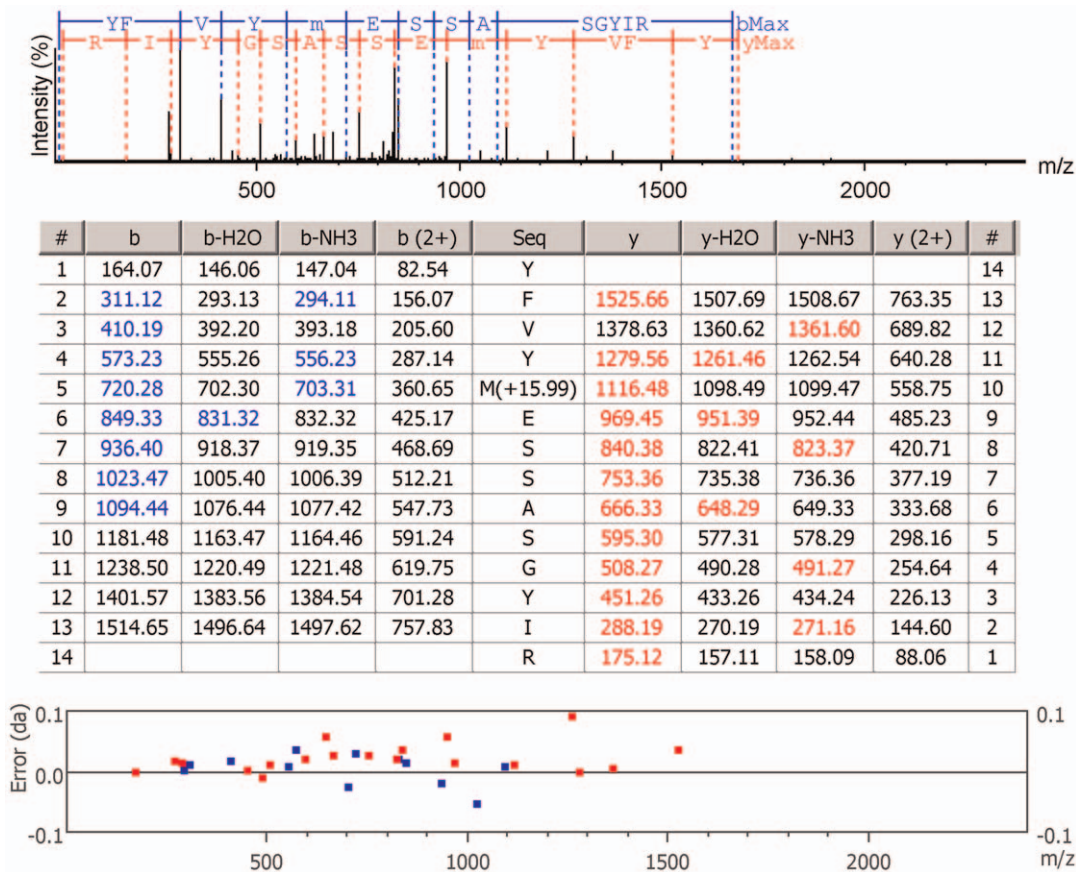 YF V Y m E S S A SGYIR bMax
R I Y G S A S S E m Y VF Y yMax
Intensity (%)
m/z
500 1000 1500 2000
# b b-H2O b-NH3 b (2+) Seq y y-H2O y-NH3 y (2+) #
1 164.07 146.06 147.04 82.54 Y 14
2 311.12 293.13 294.11 156.07 F 1525.66 1507.69 1508.67 763.35 13
3 410.19 392.20 393.18 205.60 V 1378.63 1360.62 1361.60 689.82 12
4 573.23 555.26 556.23 287.14 Y 1279.56 1261.46 1262.54 640.28 11
5 720.28 702.30 703.31 360.65 M(+15.99) 1116.48 1098.49 1099.47 558.75 10
6 849.33 831.32 832.32 425.17 E 969.45 951.39 952.44 485.23 9
7 936.40 918.37 919.35 468.69 S 840.38 822.41 823.37 420.71 8
8 1023.47 1005.40 1006.39 512.21 S 753.36 735.38 736.36 377.19 7
9 1094.44 1076.44 1077.42 547.73 A 666.33 648.29 649.33 333.68 6
10 1181.48 1163.47 1164.46 591.24 S 595.30 577.31 578.29 298.16 5
11 1238.50 1220.49 1221.48 619.75 G 508.27 490.28 491.27 254.64 4
12 1401.57 1383.56 1384.54 701.28 Y 451.26 433.26 434.24 226.13 3
13 1514.65 1496.64 1497.62 757.83 I 288.19 270.19 271.16 144.60 2
14 R 175.12 157.11 158.09 88.06 1
Error (da)
0.1 0.1
0.0 0.0
-0.1 -0.1
500 1000 1500 2000 m/z